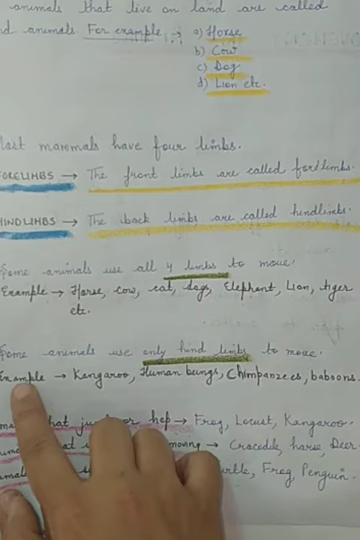 animals that live on land are called
animals. For example → a) Horse
b) Cow
c) Dog
d) Lion etc.
Most mammals have four limbs.
FORELIMBS → The front limbs are called forelimbs.
HINDLIMBS → The back limbs are called hindlimbs.
Some animals use all 4 limbs to move.
Example → Horse, cow, cat, dogs, Elephant, Lion, tiger
etc.
Some animals use only hind limbs to move.
Example → Kangaroo, Human beings, Chimpanzees, baboons.
that or hop → Frog, Locust, Kangaroo.
moving → Crocodile, horse, Deer
Frog, Penguin.